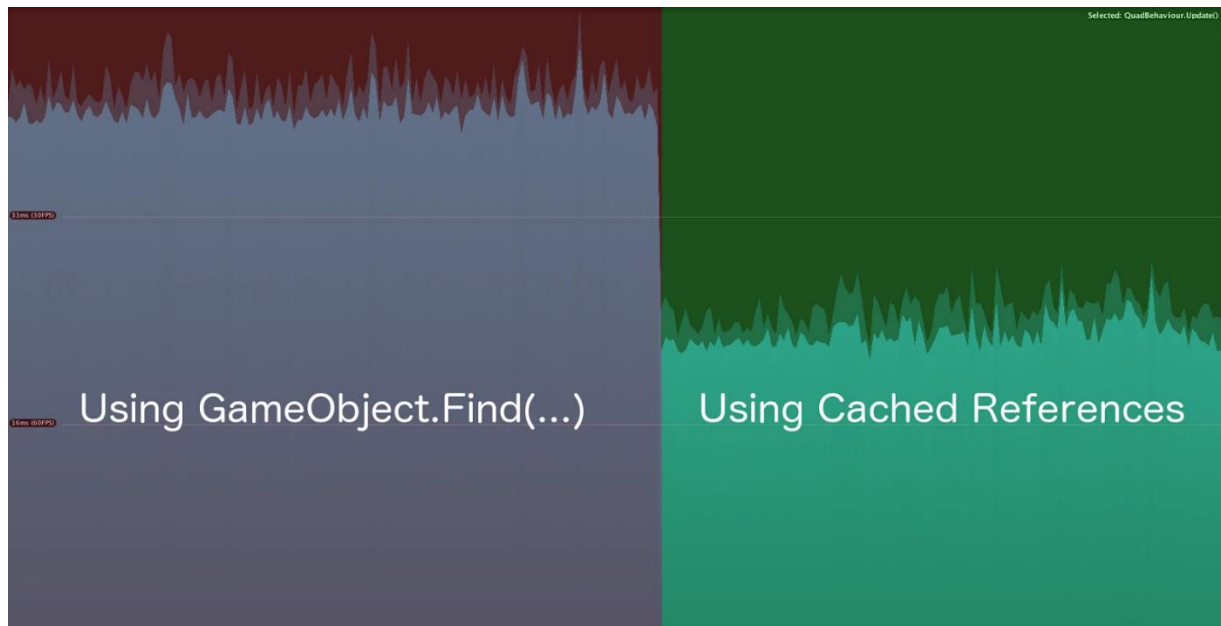 Selected: QuadBehaviour.Update()
33ms (30FPS)
Using GameObject.Find(...)
Using Cached References
16ms (60FPS)